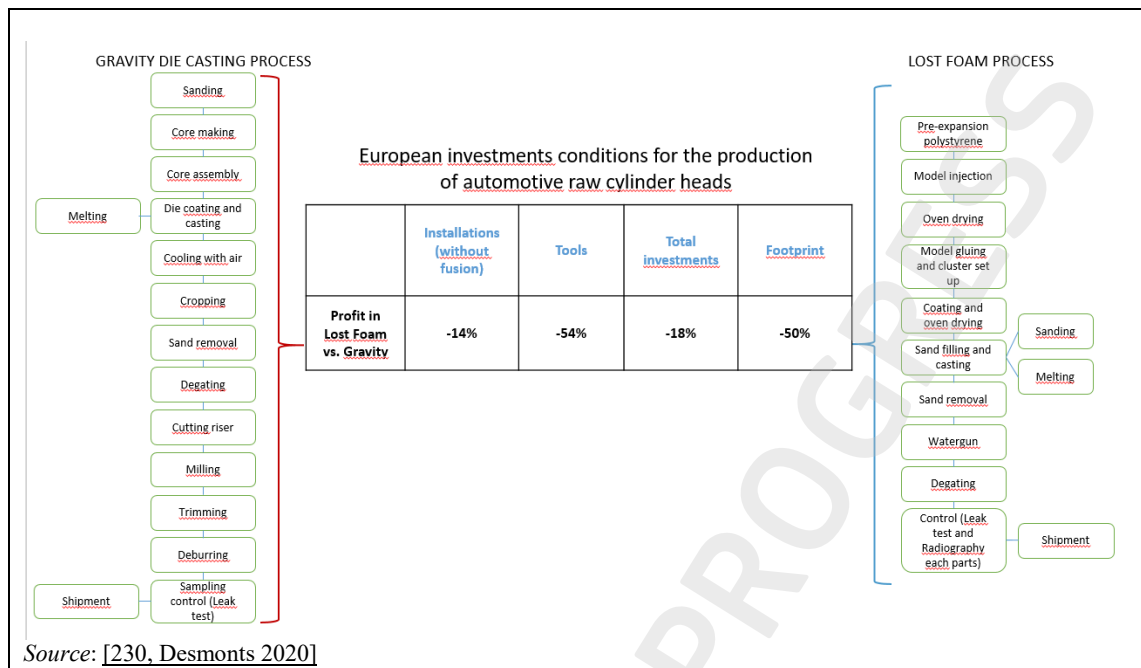 GRAVITY DIE CASTING PROCESS
Sanding
Core making
Core assembly
Melting
Die coating and
casting
Cooling with air
Cropping
Sand removal
Degating
Cutting riser
Milling
Trimming
Deburring
Shipment
Sampling
control (Leak
test)
European investments conditions for the production
of automotive raw cylinder heads
Installations
(without
fusion)
Tools
Total
investments
Footprint
Profit in
Lost Foam
vs. Gravity
-14%
-54%
-18%
-50%
LOST FOAM PROCESS
Pre-expansion
polystyrene
Model injection
Oven drying
Model gluing
and cluster set
up
Coating and
oven drying
Sand filling and
casting
Sanding
Melting
Sand removal
Watergun
Degating
Control (Leak
test and
Radiography
each parts)
Shipment
PROGRESS
Source: [230, Desmonts 2020]